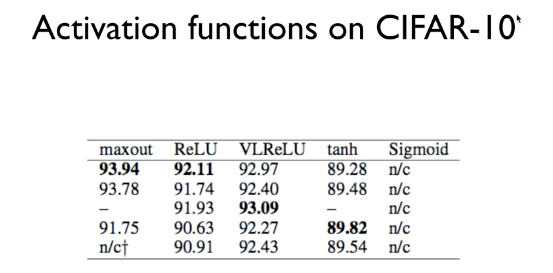 Activation functions on CIFAR-10
maxout ReLU VLReLU tanh Sigmoid
93.94 92.11 92.97 89.28 n/c
93.78 91.74 92.40 89.48 n/c
– 91.93 93.09 – n/c
91.75 90.63 92.27 89.82 n/c
n/c† 90.91 92.43 89.54 n/c